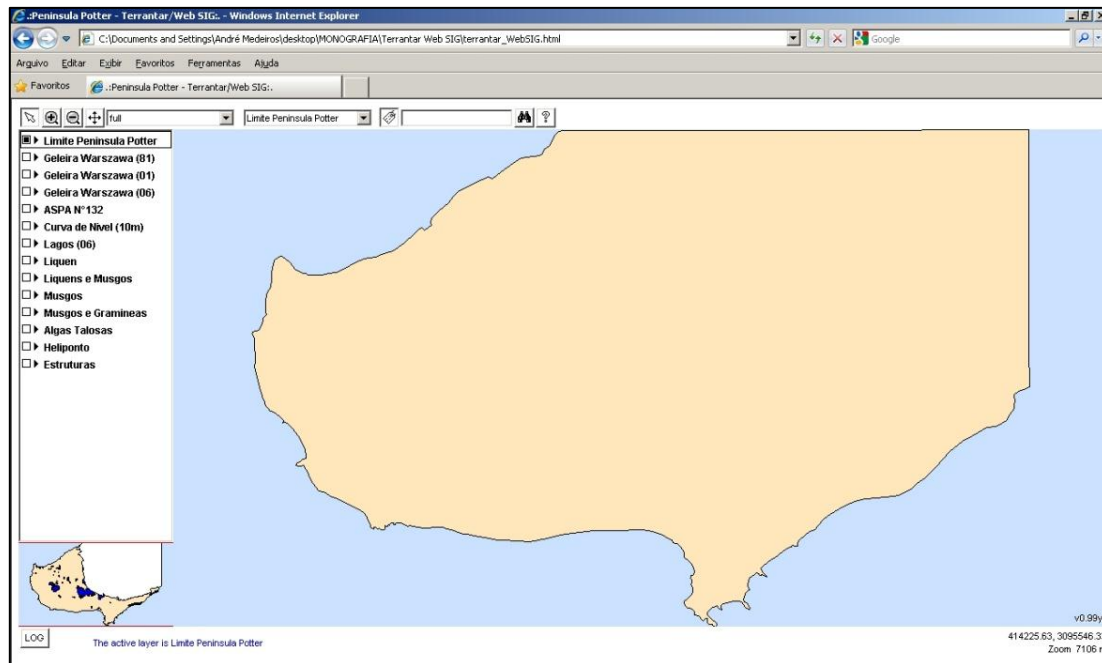 .:Peninsula Potter - Terrantar/Web SIG:. - Windows Internet Explorer
C:\Documents and Settings\André Medeiros\desktop\MONOGRAFIA\Terrantar Web SIG\terrantar_WebSIG.html
Google
Arquivo Editar Exibir Favoritos Ferramentas Ajuda
Favoritos
.:Peninsula Potter - Terrantar/Web SIG:.
full
Limite Peninsula Potter
Limite Peninsula Potter
Geleira Warszawa (81)
Geleira Warszawa (01)
Geleira Warszawa (06)
ASPA N°132
Curva de Nivel (10m)
Lagos (06)
Liquen
Liquens e Musgos
Musgos
Musgos e Gramineas
Algas Talosas
Heliponto
Estruturas
v0.99y
LOG
The active layer is Limite Peninsula Potter
414225.63, 3095546.3
Zoom 7106